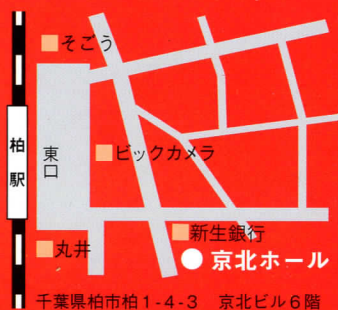 そごう
柏駅
東口
ビックカメラ
丸井
新生銀行
京北ホール
千葉県柏市柏1-4-3 京北ビル6階